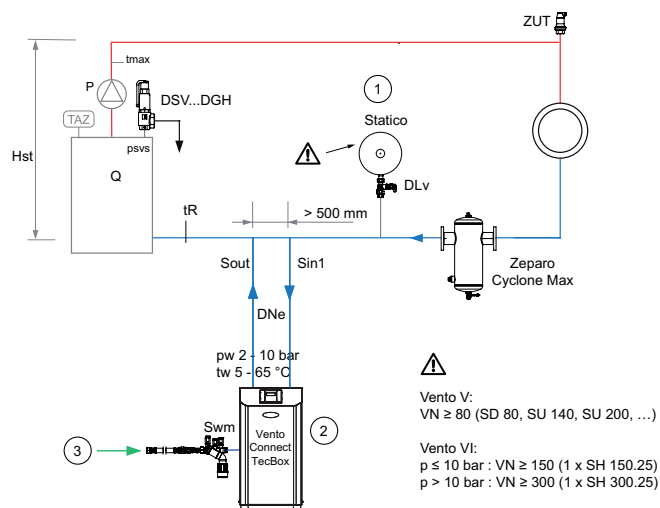 ZUT
tmax
P
DSV...DGH
TAZ
psvs
Hst
Q
1
Statico
DLv
tR
> 500 mm
Sout
Sin1
Zeparo
Cyclone Max
DNe
pw 2 - 10 bar
tw 5 - 65 °C
Swm
3
Vento
Connect
TecBox
2
Vento V:
VN ≥ 80 (SD 80, SU 140, SU 200, …)
Vento VI:
p ≤ 10 bar : VN ≥ 150 (1 x SH 150.25)
p > 10 bar : VN ≥ 300 (1 x SH 300.25)